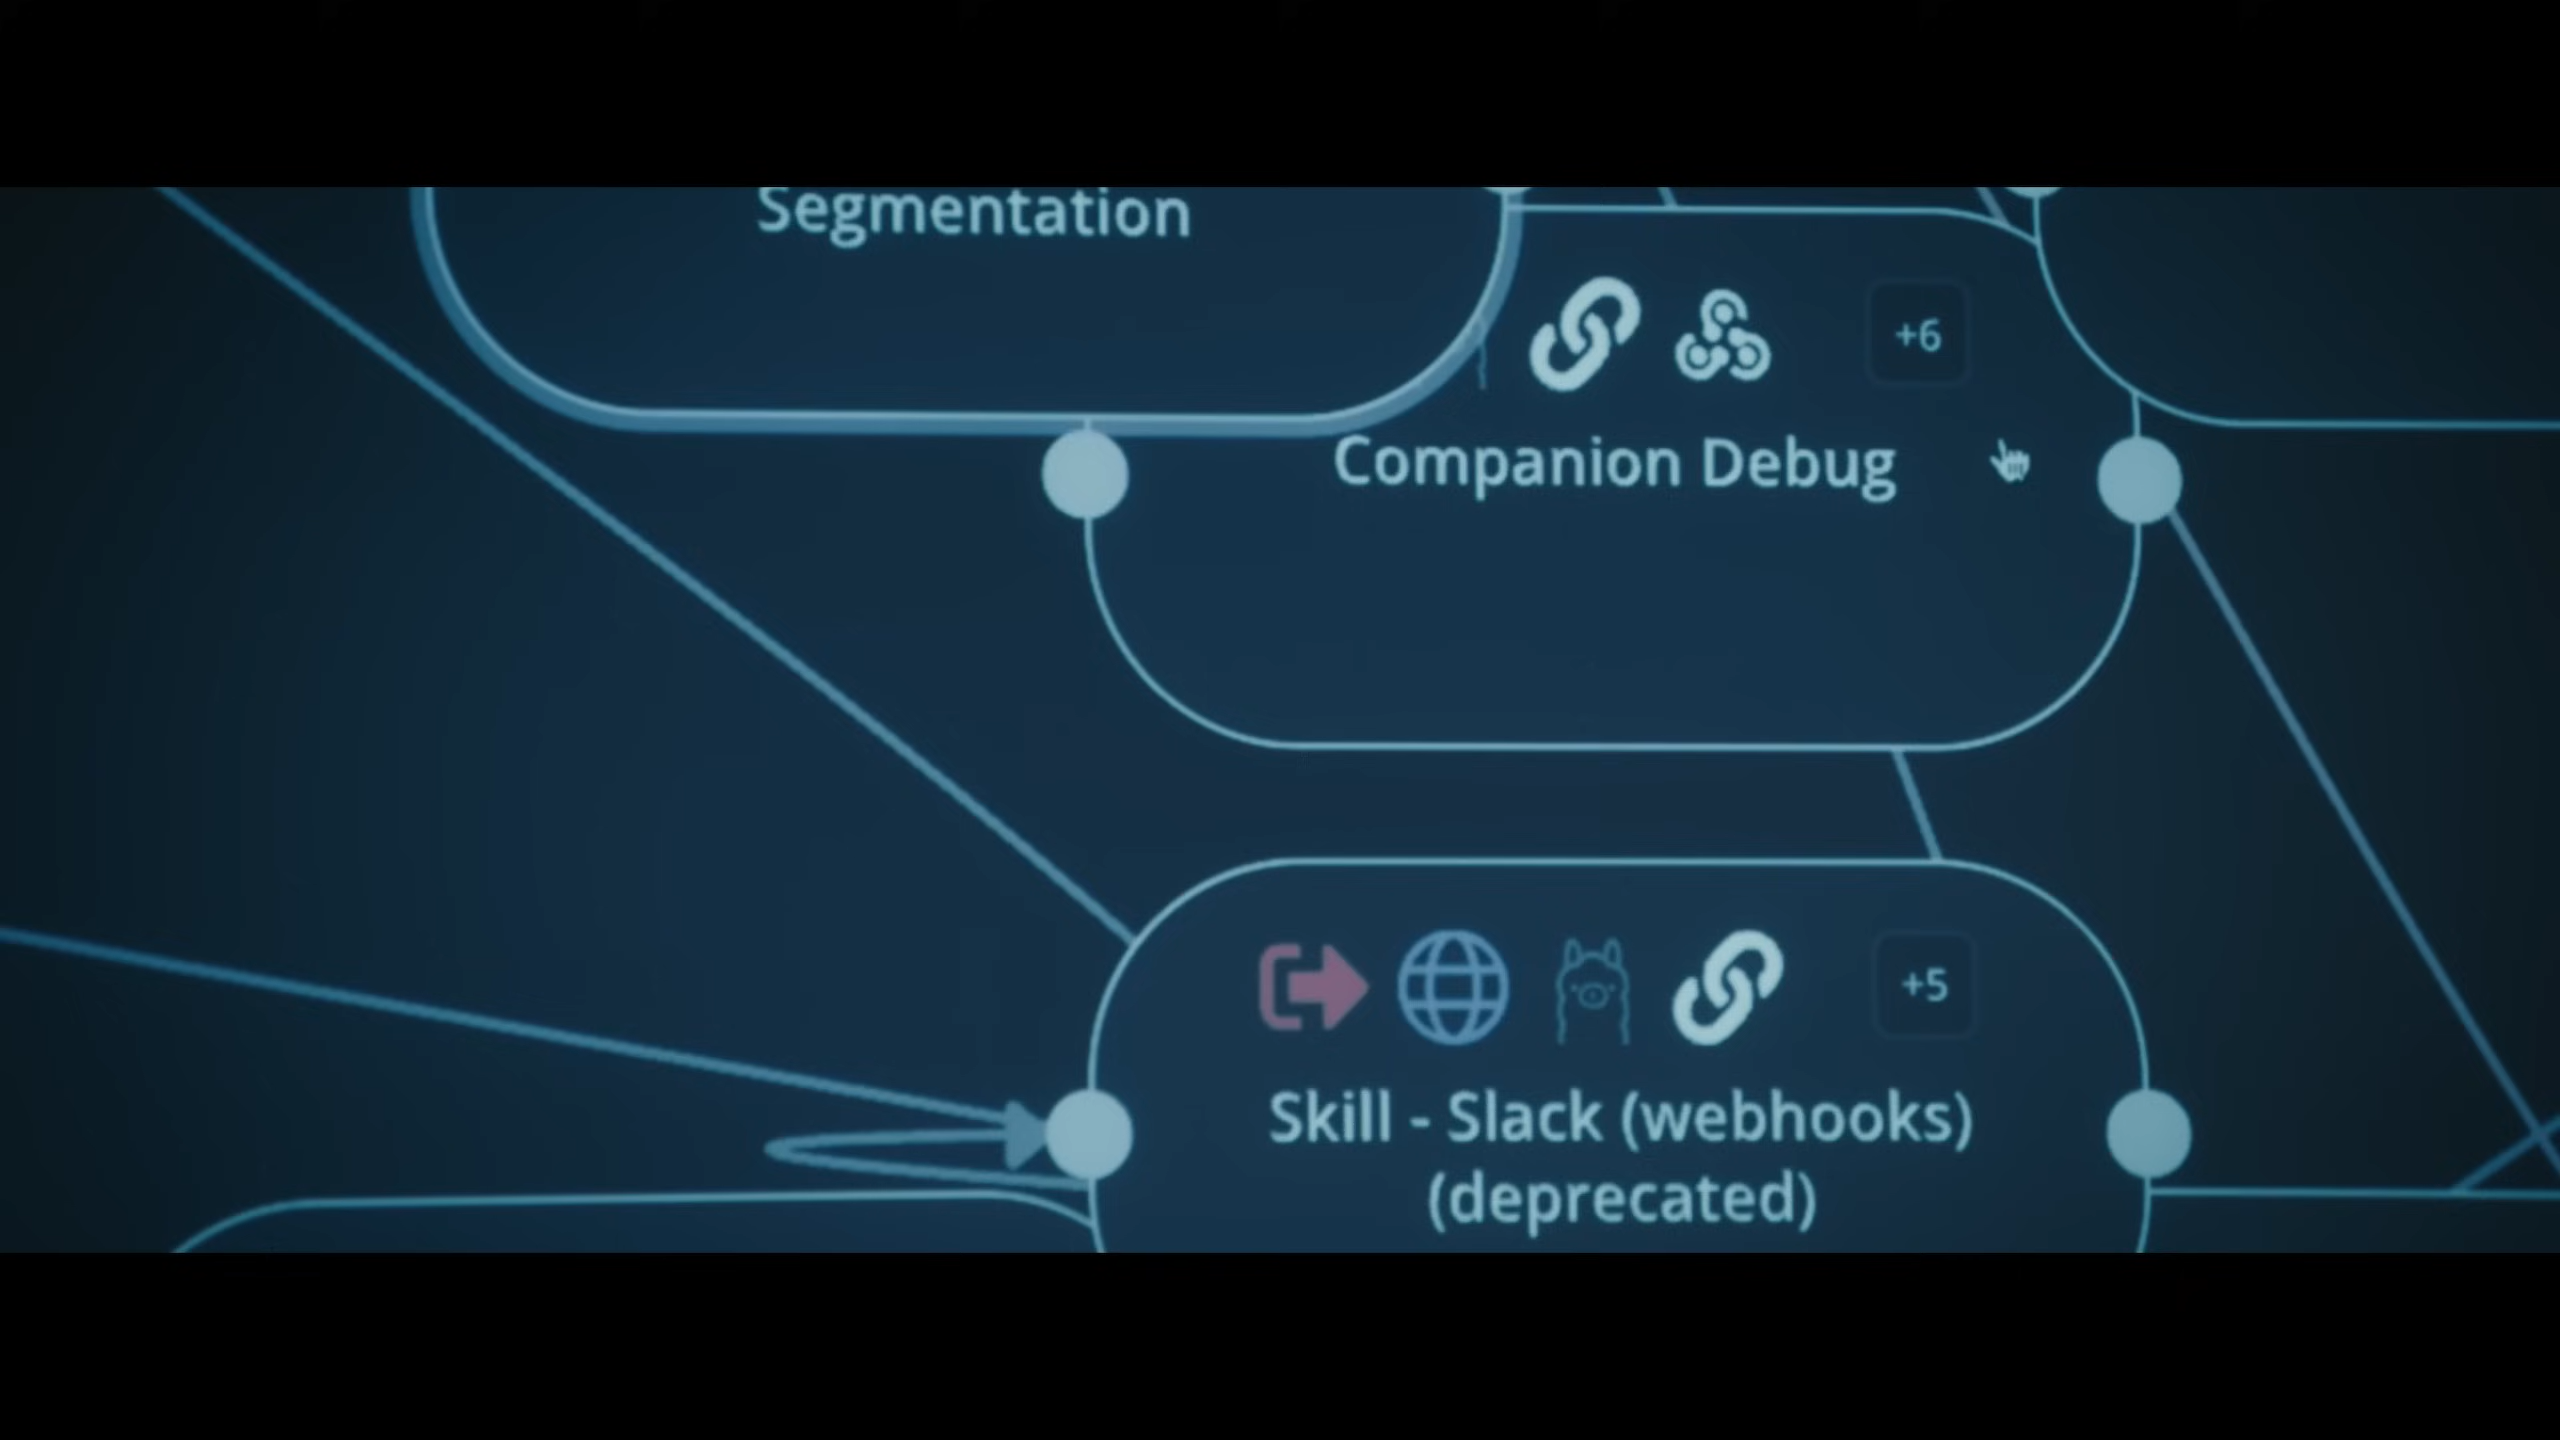 Segmentation
+6
Companion Debug
+5
Skill - Slack (webhooks)
(deprecated)